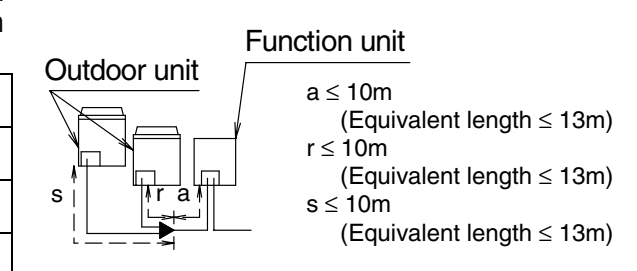 Function unit
Outdoor unit
a ≤ 10m
(Equivalent length ≤ 13m)
r ≤ 10m
(Equivalent length ≤ 13m)
s ≤ 10m
(Equivalent length ≤ 13m)
s r a